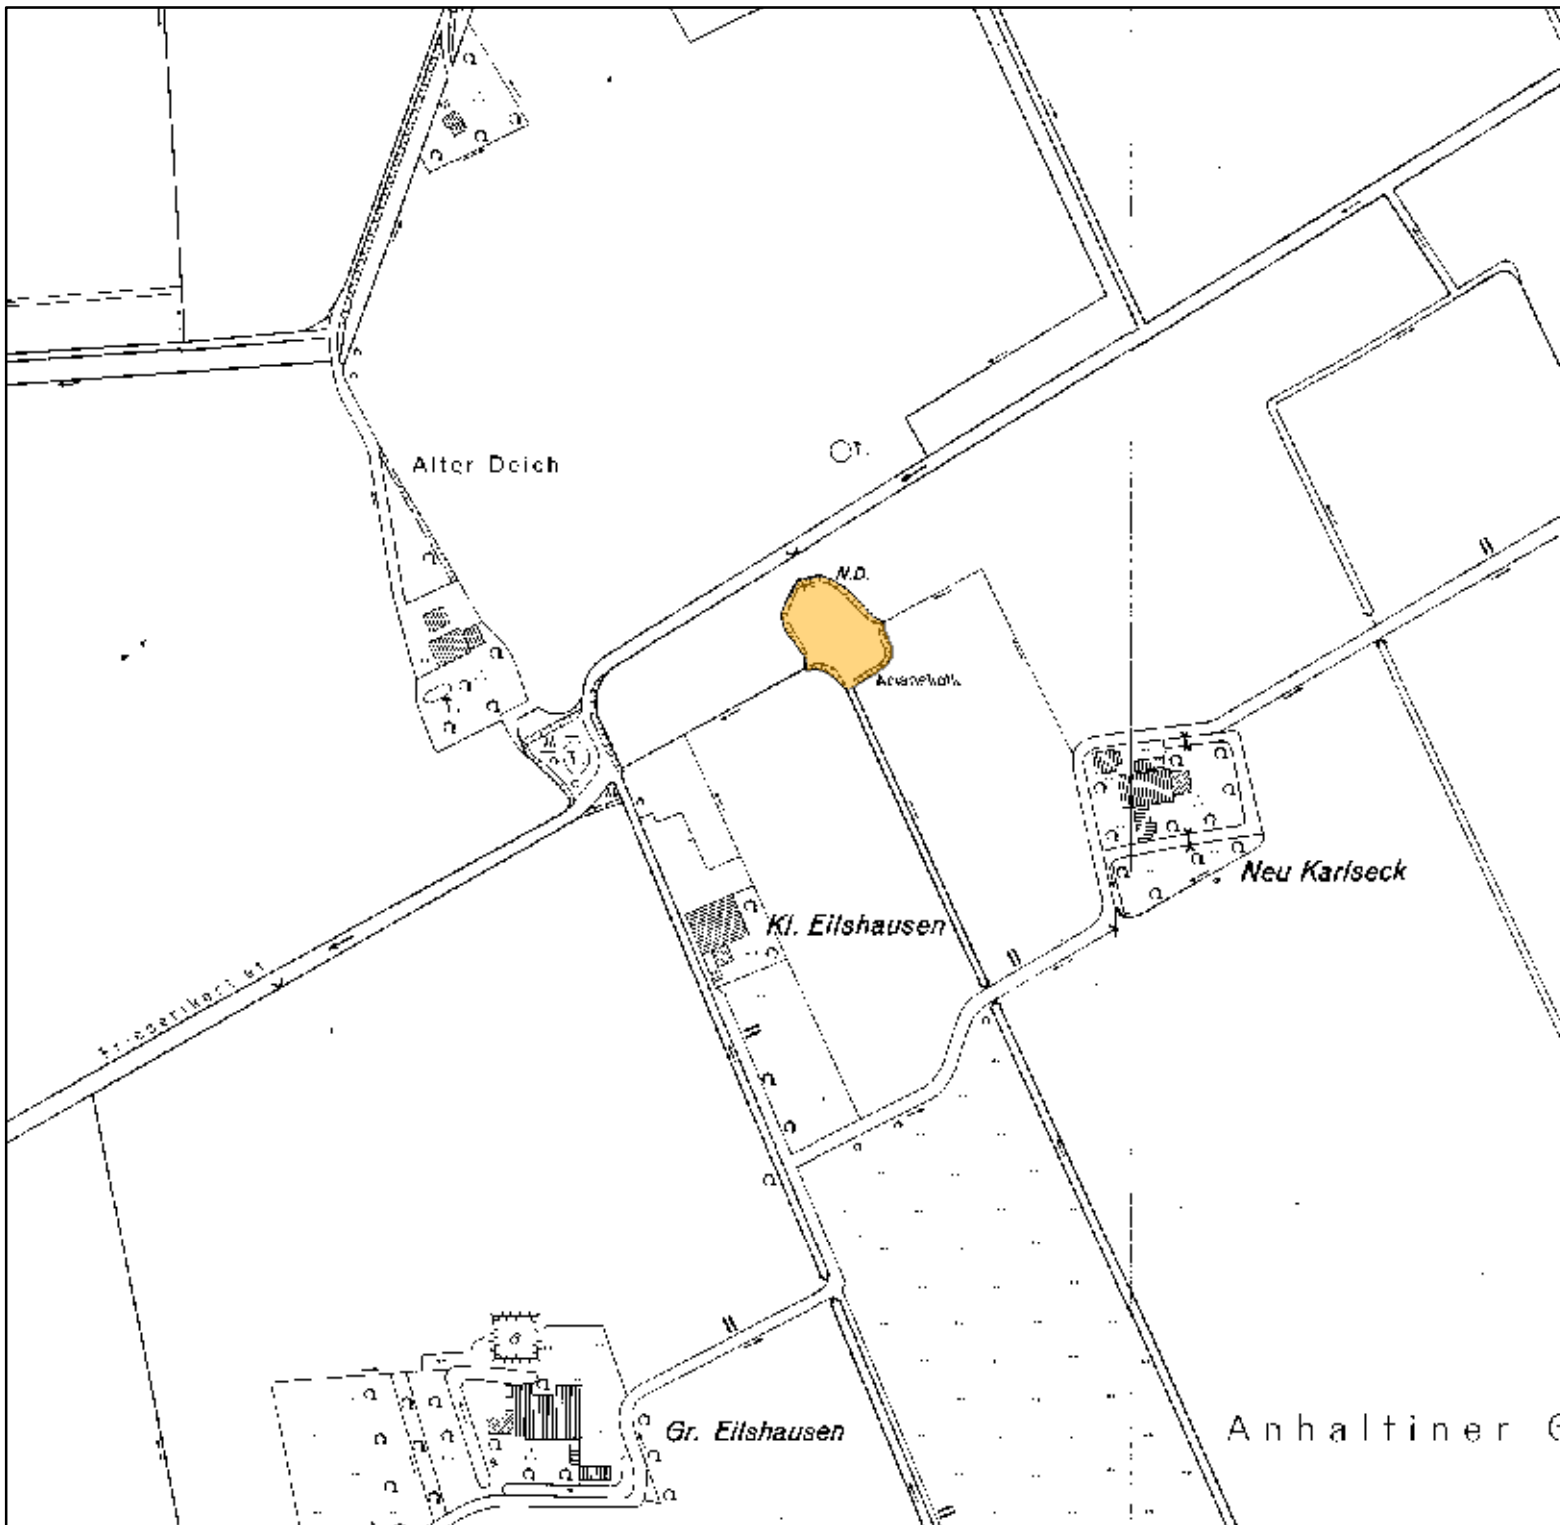 Alter Deich
T.
N.D.
Neu Karlseck
Kl. Eilshausen
T.
T
Gr. Eilshausen
Anhaltiner G